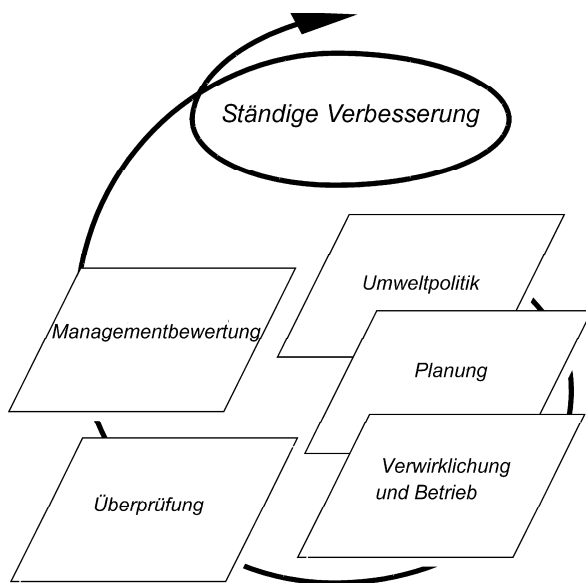 Ständige Verbesserung
Umweltpolitik
Managementbewertung
Planung
Verwirklichung
und Betrieb
Überprüfung